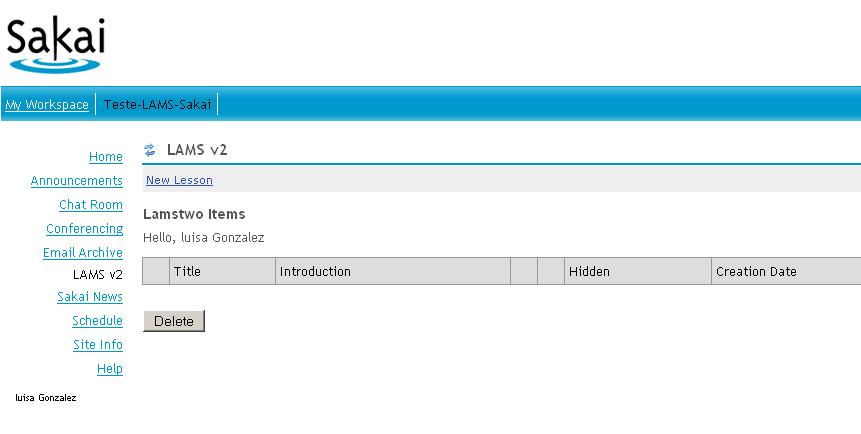 Sakai
My Workspace Teste-LAMS-Sakai
Home
Announcements
Chat Room
Conferencing
Email Archive
LAMS v2
Sakai News
Schedule
Site Info
Help
luisa Gonzalez
LAMS v2
New Lesson
Lamstwo Items
Hello, luisa Gonzalez
Title Introduction Hidden Creation Date
Delete